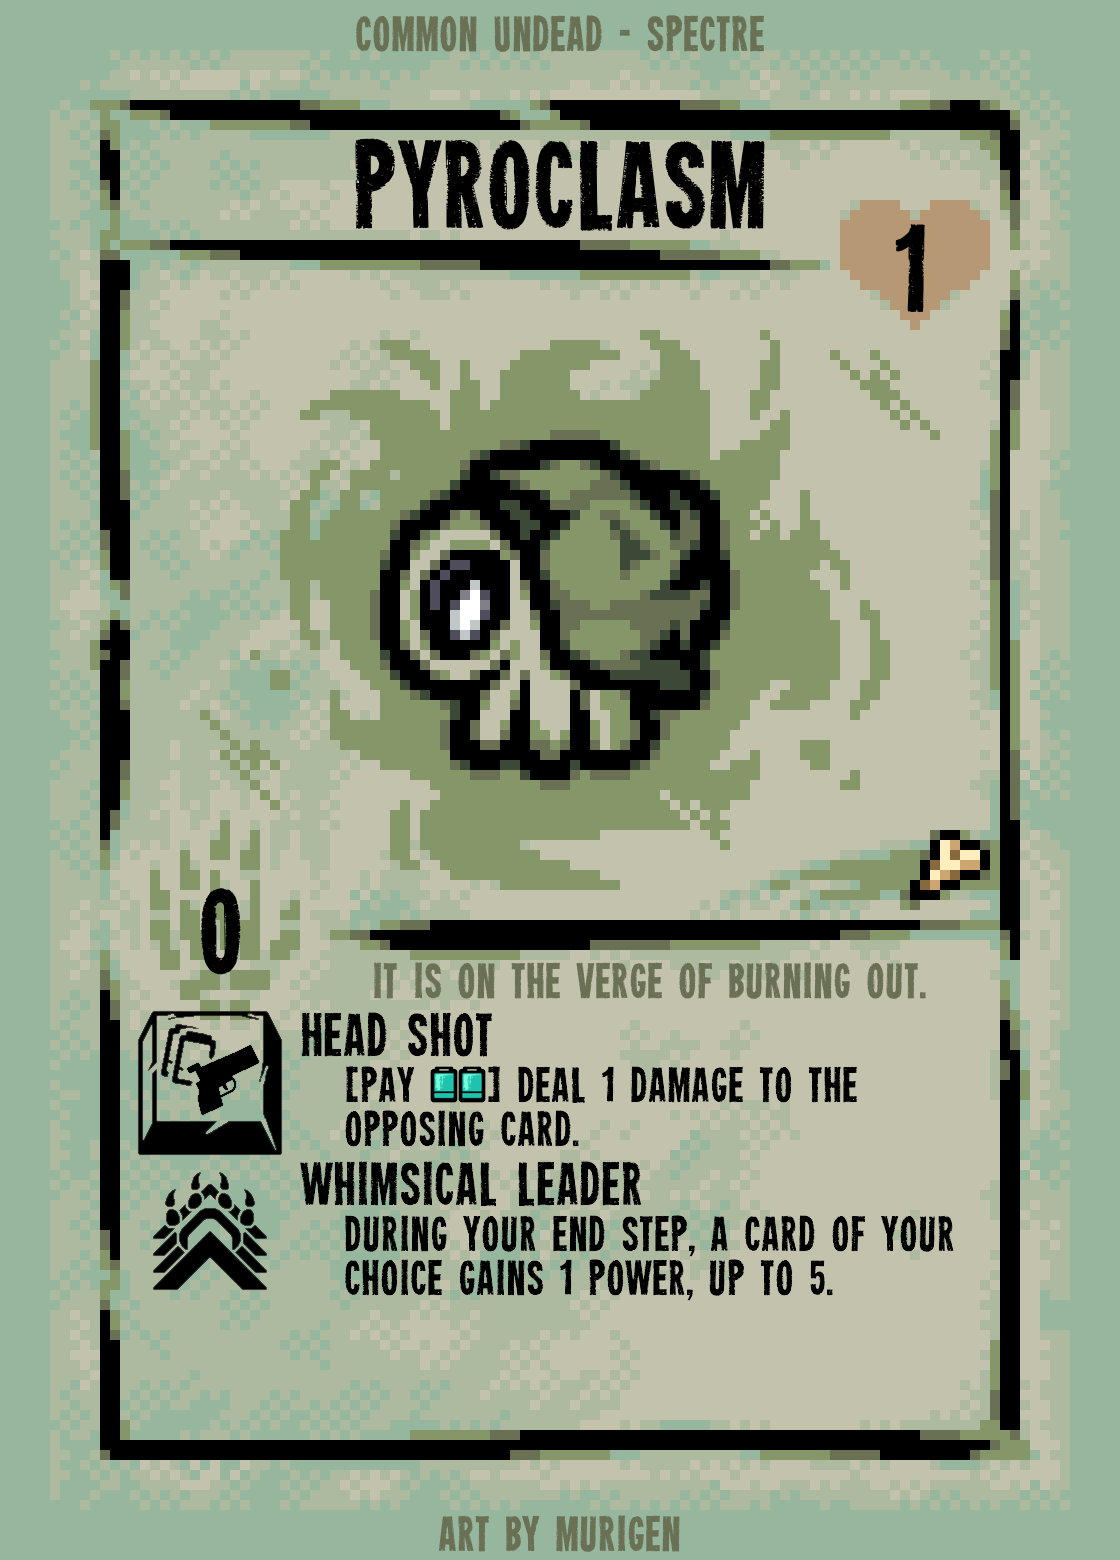 COMMON UNDEAD - SPECTRE
PYROCLASM
1
0
IT IS ON THE VERGE OF BURNING OUT.
HEAD SHOT
[PAY ] DEAL 1 DAMAGE TO THE
OPPOSING CARD.
WHIMSICAL LEADER
DURING YOUR END STEP, A CARD OF YOUR
CHOICE GAINS 1 POWER, UP TO 5.
ART BY MURIGEN